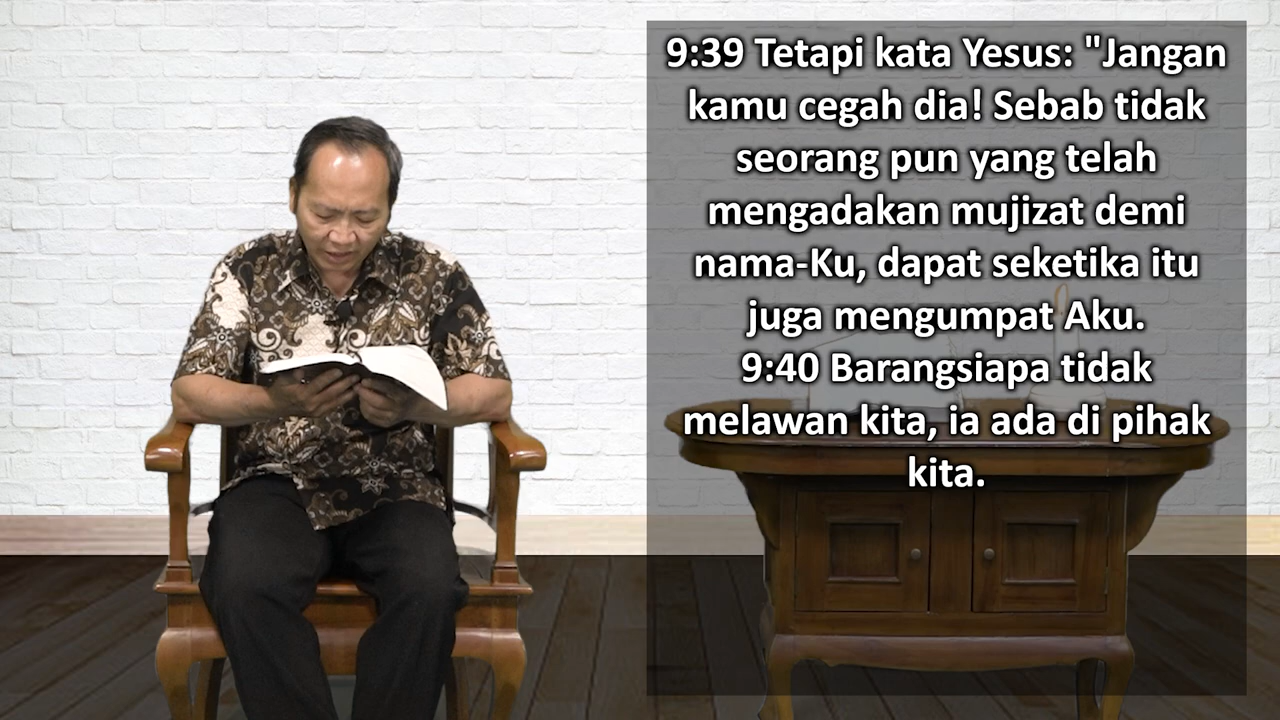 9:39 Tetapi kata Yesus: "Jangan
kamu cegah dia! Sebab tidak
seorang pun yang telah
mengadakan mujizat demi
nama-Ku, dapat seketika itu
juga mengumpat Aku.
9:40 Barangsiapa tidak
melawan kita, ia ada di pihak
kita.